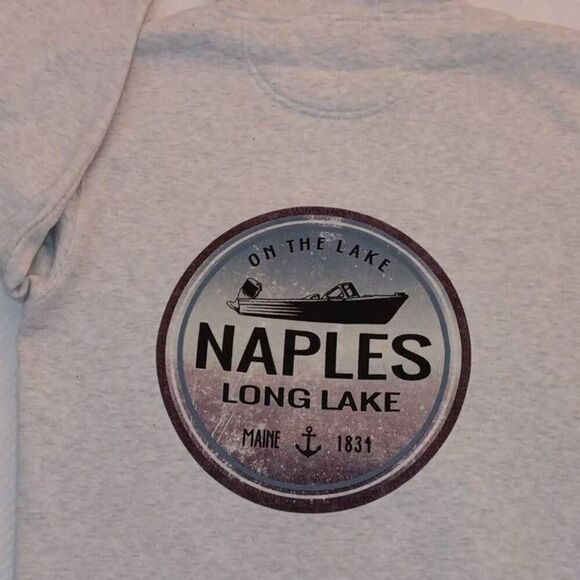 ON THE LAKE
NAPLES
LONG LAKE
MAINE 1834